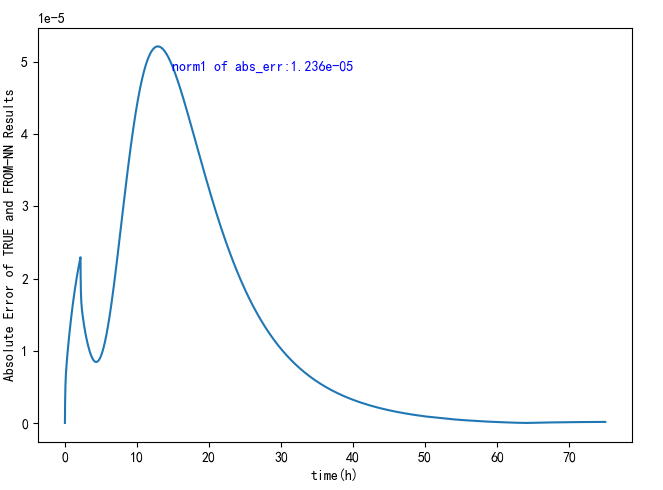 1e-5
norm1 of abs_err:1.236e-05
Absolute Error of TRUE and FROM-NN Results
5
4
3
2
1
0
0 10 20 30 40 50 60 70
time(h)